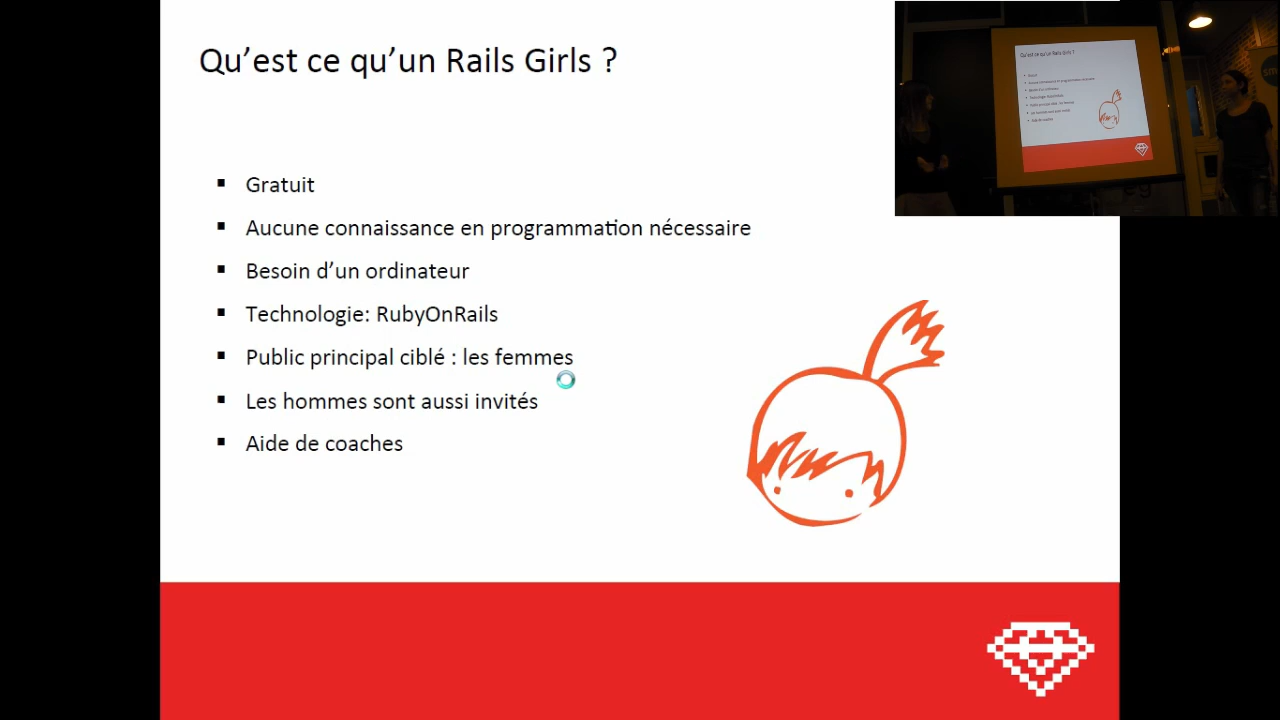 Qu’est ce qu’un Rails Girls ?
Gratuit
Aucune connaissance en programmation nécessaire
Besoin d’un ordinateur
Technologie: RubyOnRails
Public principal ciblé : les femmes
Les hommes sont aussi invités
Aide de coaches